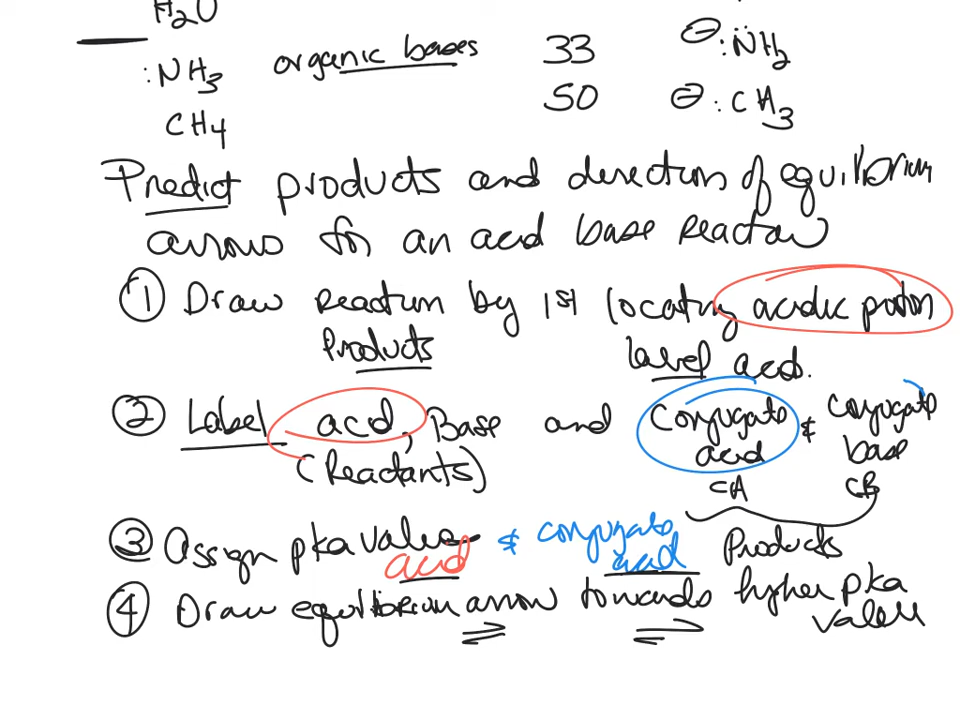 H2O
:NH3 organic bases 33 ⊖:N̈H2
CH4 50 ⊖:CH3
Predict products and direction of equilibrium
arrows for an acid base reaction
① Draw reaction by 1st locating acidic proton
Products label acid.
② Label acid, Base and Conjugate acid & conjugate base
(Reactants) CA CB
③ Assign pka values acid & conjugate acid Products
④ Draw equilibrium arrow towards higher pka values